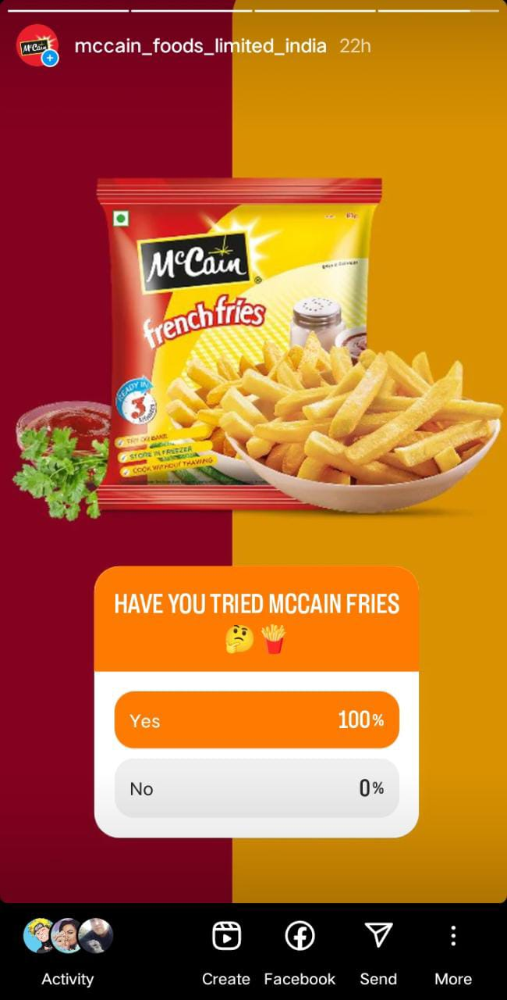 mccain_foods_limited_india 22h
McCain
McCain
french fries
READY IN
3
minutes
FRY OR BAKE
STORE IN FREEZER
COOK WITHOUT THAWING
HAVE YOU TRIED MCCAIN FRIES
🤔🍟
Yes 100%
No 0%
Activity Create Facebook Send More